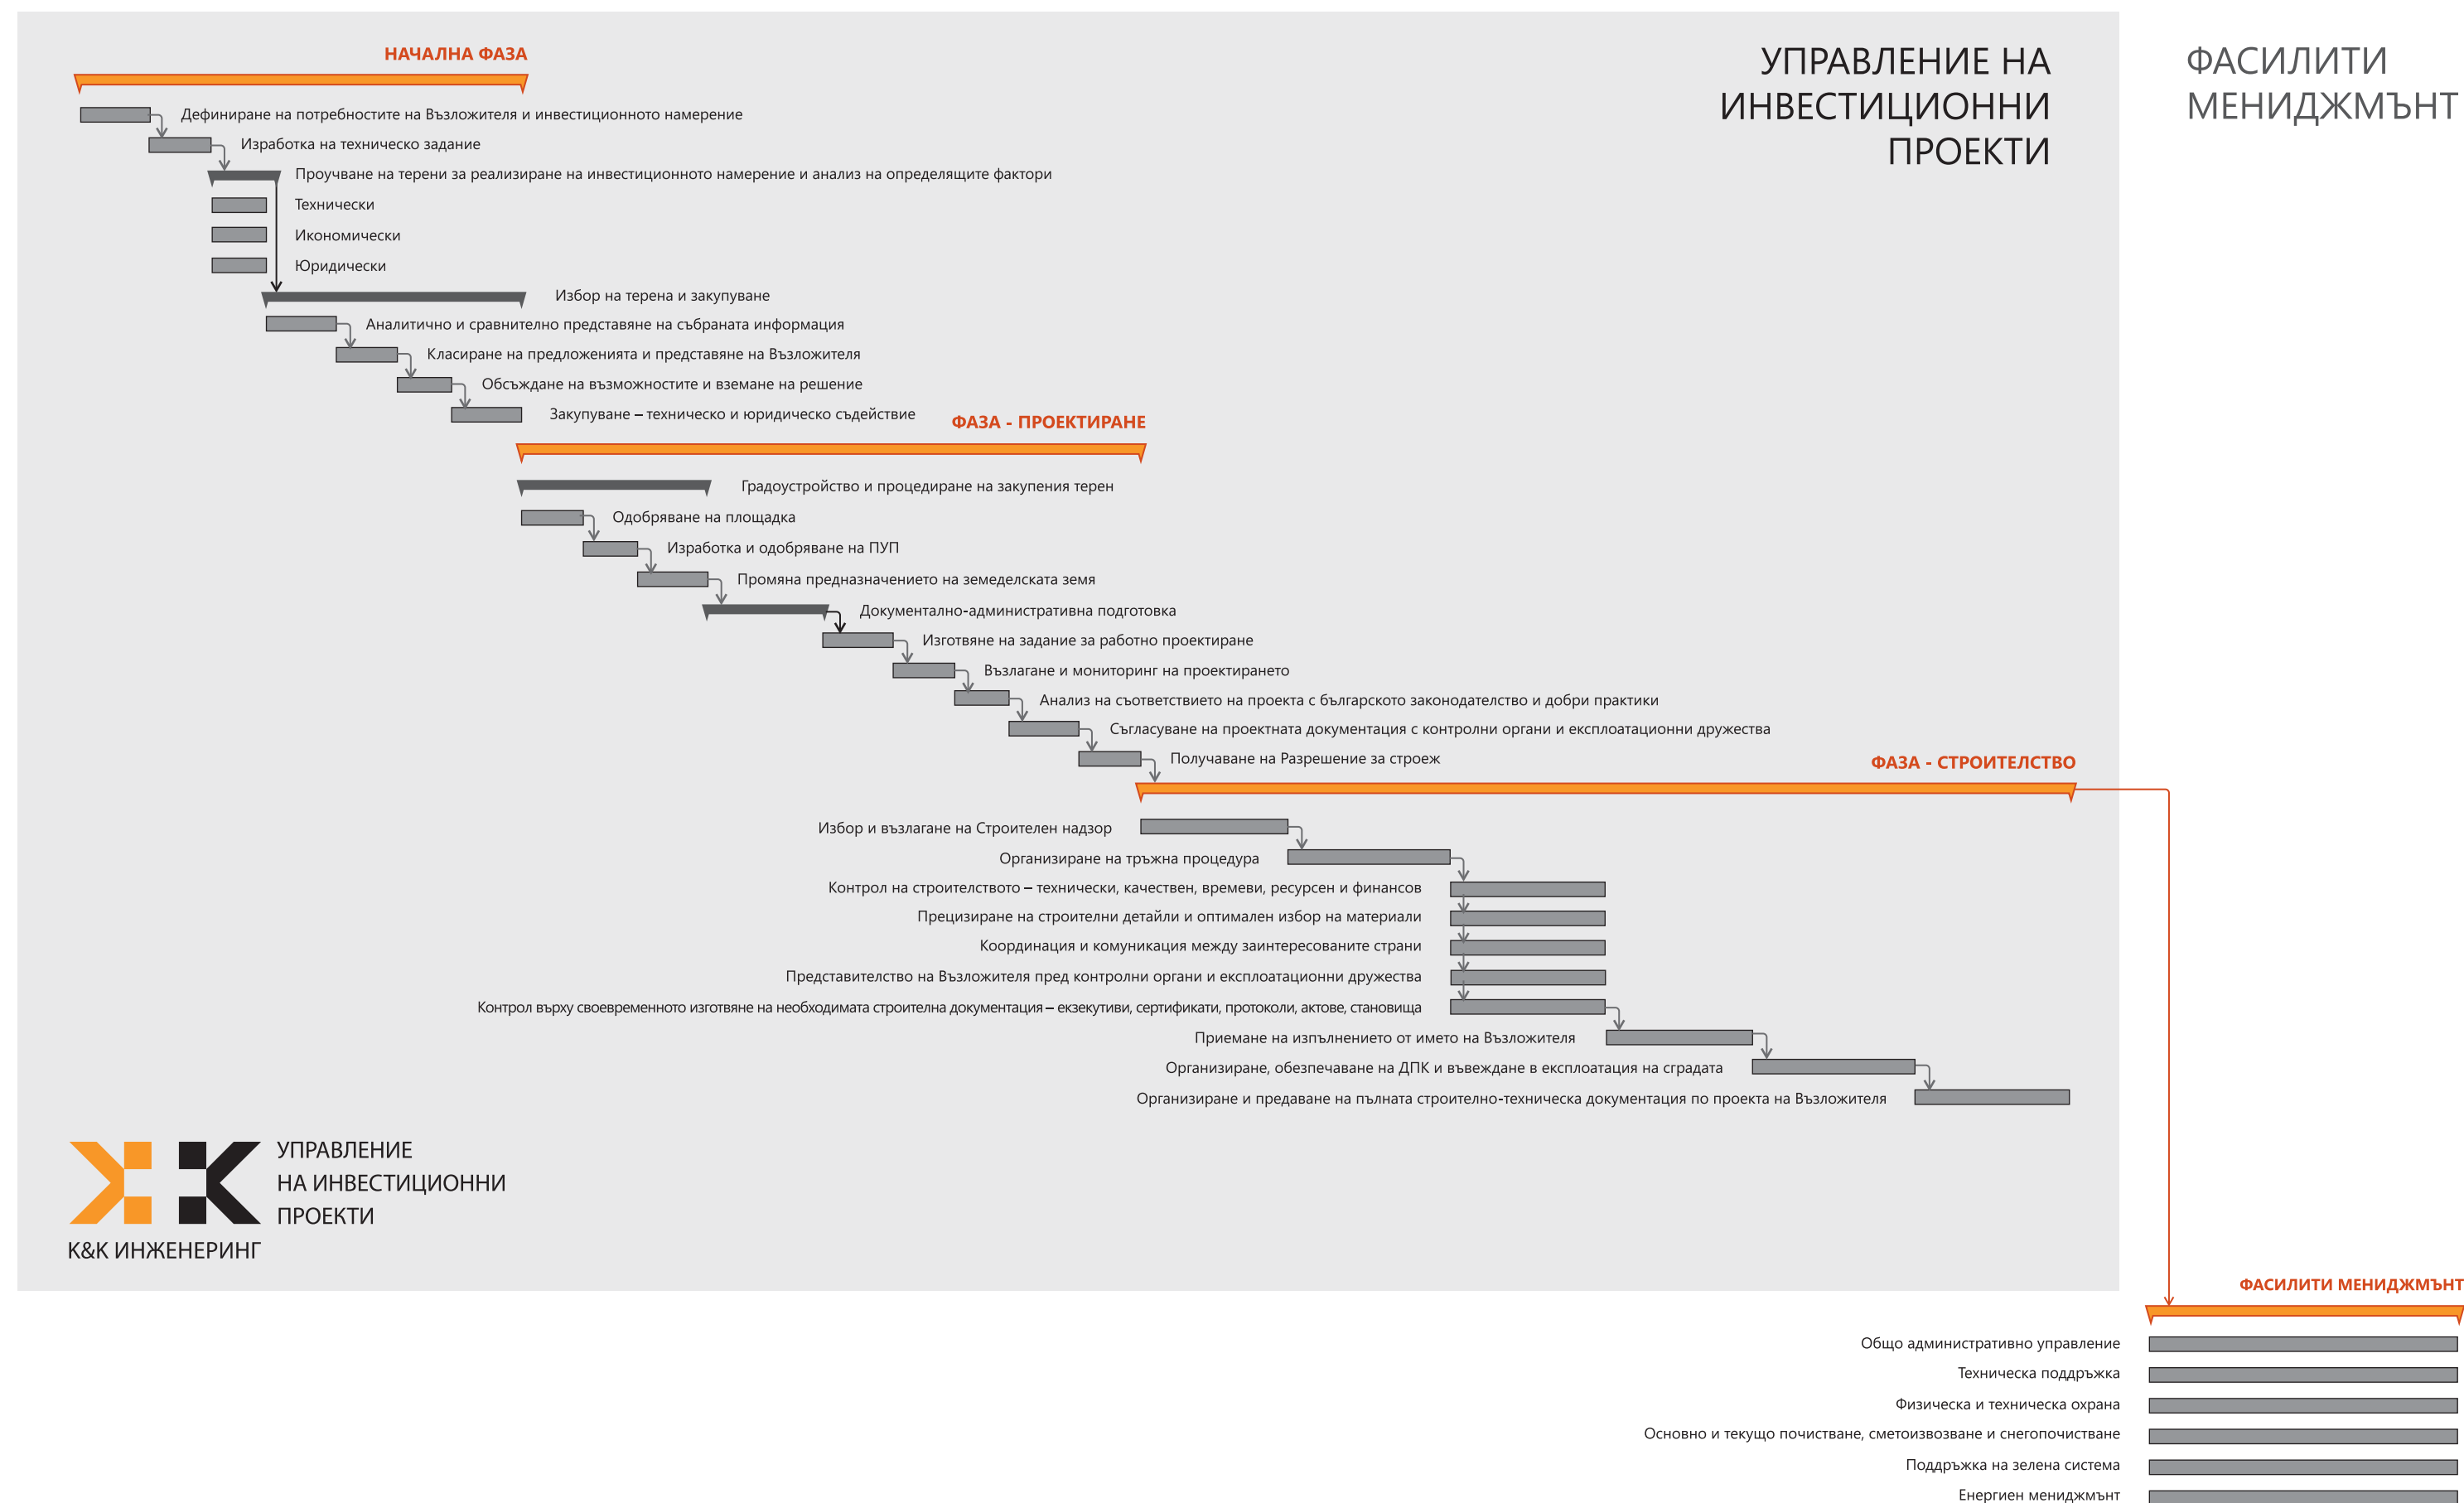 НАЧАЛНА ФАЗА
УПРАВЛЕНИЕ НА
ИНВЕСТИЦИОННИ
ПРОЕКТИ
ФАСИЛИТИ
МЕНИДЖМЪНТ
Дефиниране на потребностите на Възложителя и инвестиционното намерение
Изработка на техническо задание
Проучване на терени за реализиране на инвестиционното намерение и анализ на определящите фактори
Технически
Икономически
Юридически
Избор на терена и закупуване
Аналитично и сравнително представяне на събраната информация
Класиране на предложенията и представяне на Възложителя
Обсъждане на възможностите и вземане на решение
Закупуване – техническо и юридическо съдействие
ФАЗА - ПРОЕКТИРАНЕ
Градоустройство и процедиране на закупения терен
Одобряване на площадка
Изработка и одобряване на ПУП
Промяна предназначението на земеделската земя
Документално-административна подготовка
Изготвяне на задание за работно проектиране
Възлагане и мониторинг на проектирането
Анализ на съответствието на проекта с българското законодателство и добри практики
Съгласуване на проектната документация с контролни органи и експлоатационни дружества
Получаване на Разрешение за строеж
ФАЗА - СТРОИТЕЛСТВО
Избор и възлагане на Строителен надзор
Организиране на тръжна процедура
Контрол на строителството – технически, качествен, времеви, ресурсен и финансов
Прецизиране на строителни детайли и оптимален избор на материали
Координация и комуникация между заинтересованите страни
Представителство на Възложителя пред контролни органи и експлоатационни дружества
Контрол върху своевременното изготвяне на необходимата строителна документация – екзекутиви, сертификати, протоколи, актове, становища
Приемане на изпълнението от името на Възложителя
Организиране, обезпечаване на ДПК и въвеждане в експлоатация на сградата
Организиране и предаване на пълната строително-техническа документация по проекта на Възложителя
УПРАВЛЕНИЕ
НА ИНВЕСТИЦИОННИ
ПРОЕКТИ
K&K ИНЖЕНЕРИНГ
ФАСИЛИТИ МЕНИДЖМЪНТ
Общо административно управление
Техническа поддръжка
Физическа и техническа охрана
Основно и текущо почистване, сметоизвозване и снегопочистване
Поддръжка на зелена система
Енергиен мениджмънт